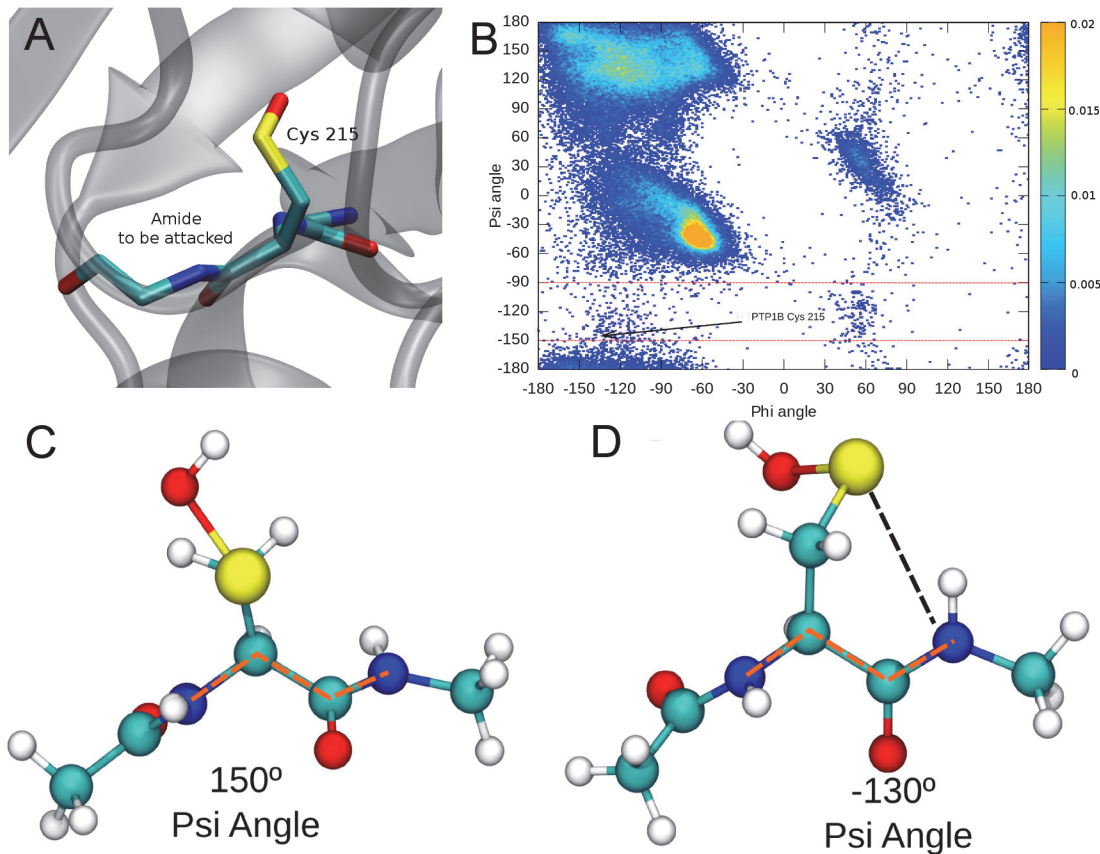 A
Cys 215
Amide
to be attacked
B
180
150
120
90
60
30
0
-30
-60
-90
-120
-150
-180
Psi angle
PTP1B Cys 215
-180
-150
-120
-90
-60
-30
0
30
60
90
120
150
180
Phi angle
0.02
0.015
0.01
0.005
0
C
150º
Psi Angle
D
-130º
Psi Angle